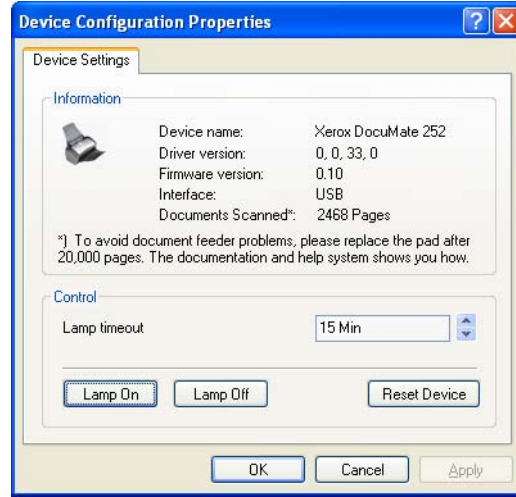 Device Configuration Properties
Device Settings
Information
Device name: Xerox DocuMate 252
Driver version: 0, 0, 33, 0
Firmware version: 0.10
Interface: USB
Documents Scanned*: 2468 Pages
*) To avoid document feeder problems, please replace the pad after
20,000 pages. The documentation and help system shows you how.
Control
Lamp timeout 15 Min
Lamp On Lamp Off Reset Device
OK Cancel Apply